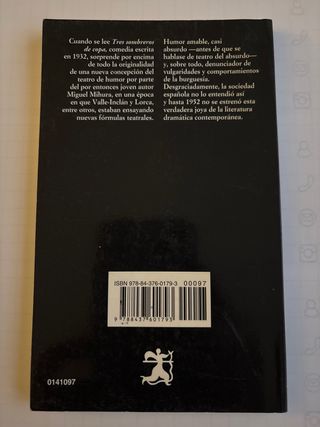 Cuando se lee Tres sombreros
de copa, comedia escrita
en 1932, sorprende por encima
de todo la originalidad
de una nueva concepción del
teatro de humor por parte
del por entonces joven autor
Miguel Mihura, en una época
en que Valle-Inclán y Lorca,
entre otros, estaban ensayando
nuevas fórmulas teatrales.
Humor amable, casi
absurdo —antes de que se
hablase de teatro del absurdo—
y, sobre todo, denunciador de
vulgaridades y comportamientos
de la burguesía.
Desgraciadamente, la sociedad
española no lo entendió así
y hasta 1952 no se estrenó esta
verdadera joya de la literatura
dramática contemporánea.
ISBN 978-84-376-0179-3
00097
9 788437 601793
0141097